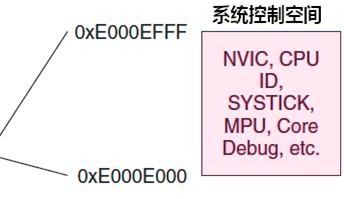 系统控制空间
0xE000EFFF
NVIC, CPU
ID,
SYSTICK,
MPU, Core
Debug, etc.
0xE000E000